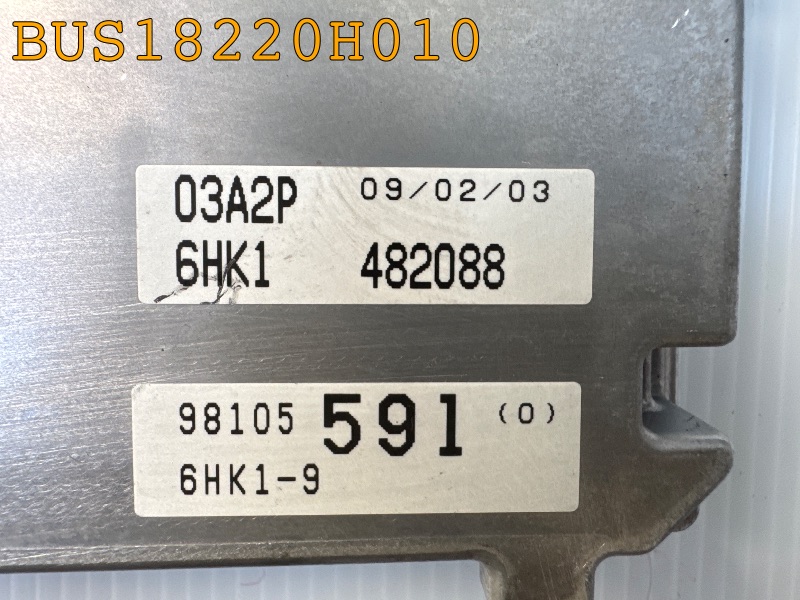 BUS18220H010
03A2P 09/02/03
6HK1 482088
98105 591 (0)
6HK1-9